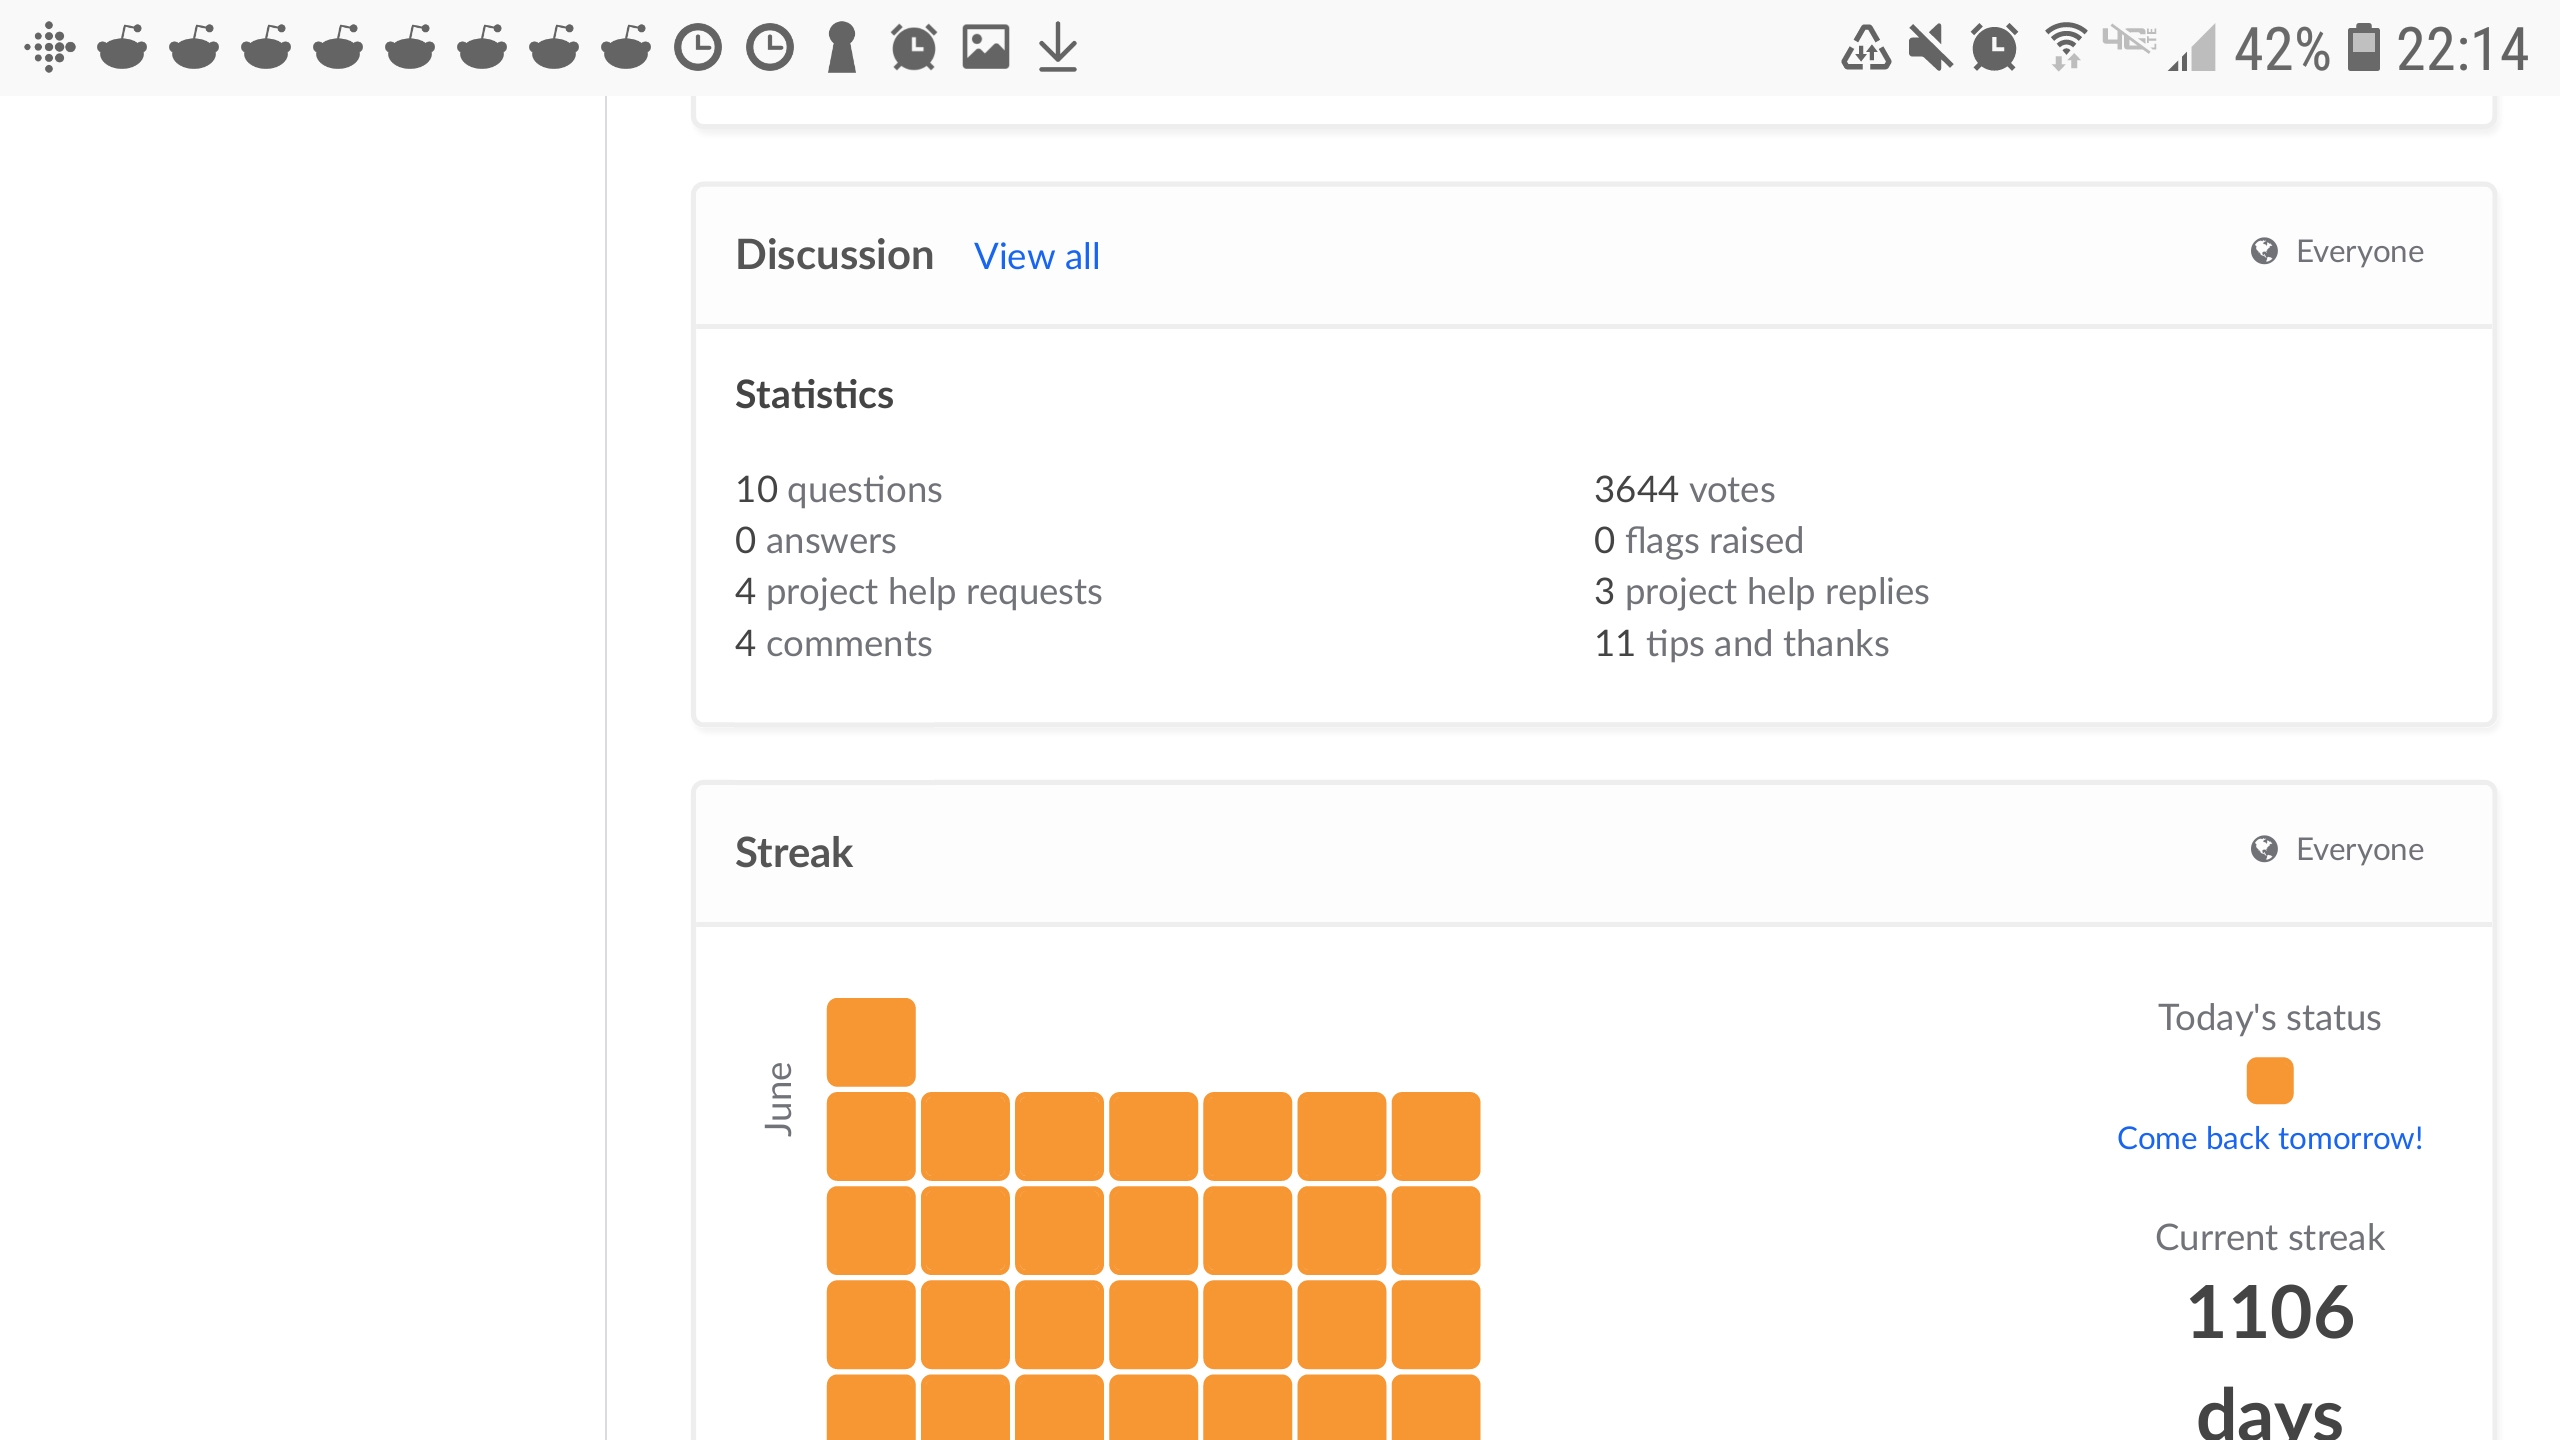 42% 22:14
Discussion View all Everyone
Statistics
10 questions
0 answers
4 project help requests
4 comments
3644 votes
0 flags raised
3 project help replies
11 tips and thanks
Streak Everyone
June
Today's status
Come back tomorrow!
Current streak
1106
days